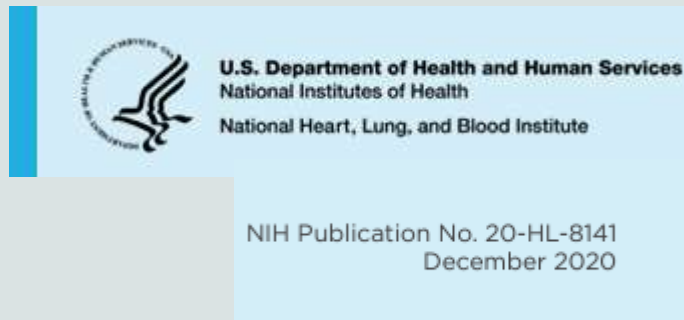 U.S. Department of Health and Human Services
National Institutes of Health
National Heart, Lung, and Blood Institute
NIH Publication No. 20-HL-8141
December 2020